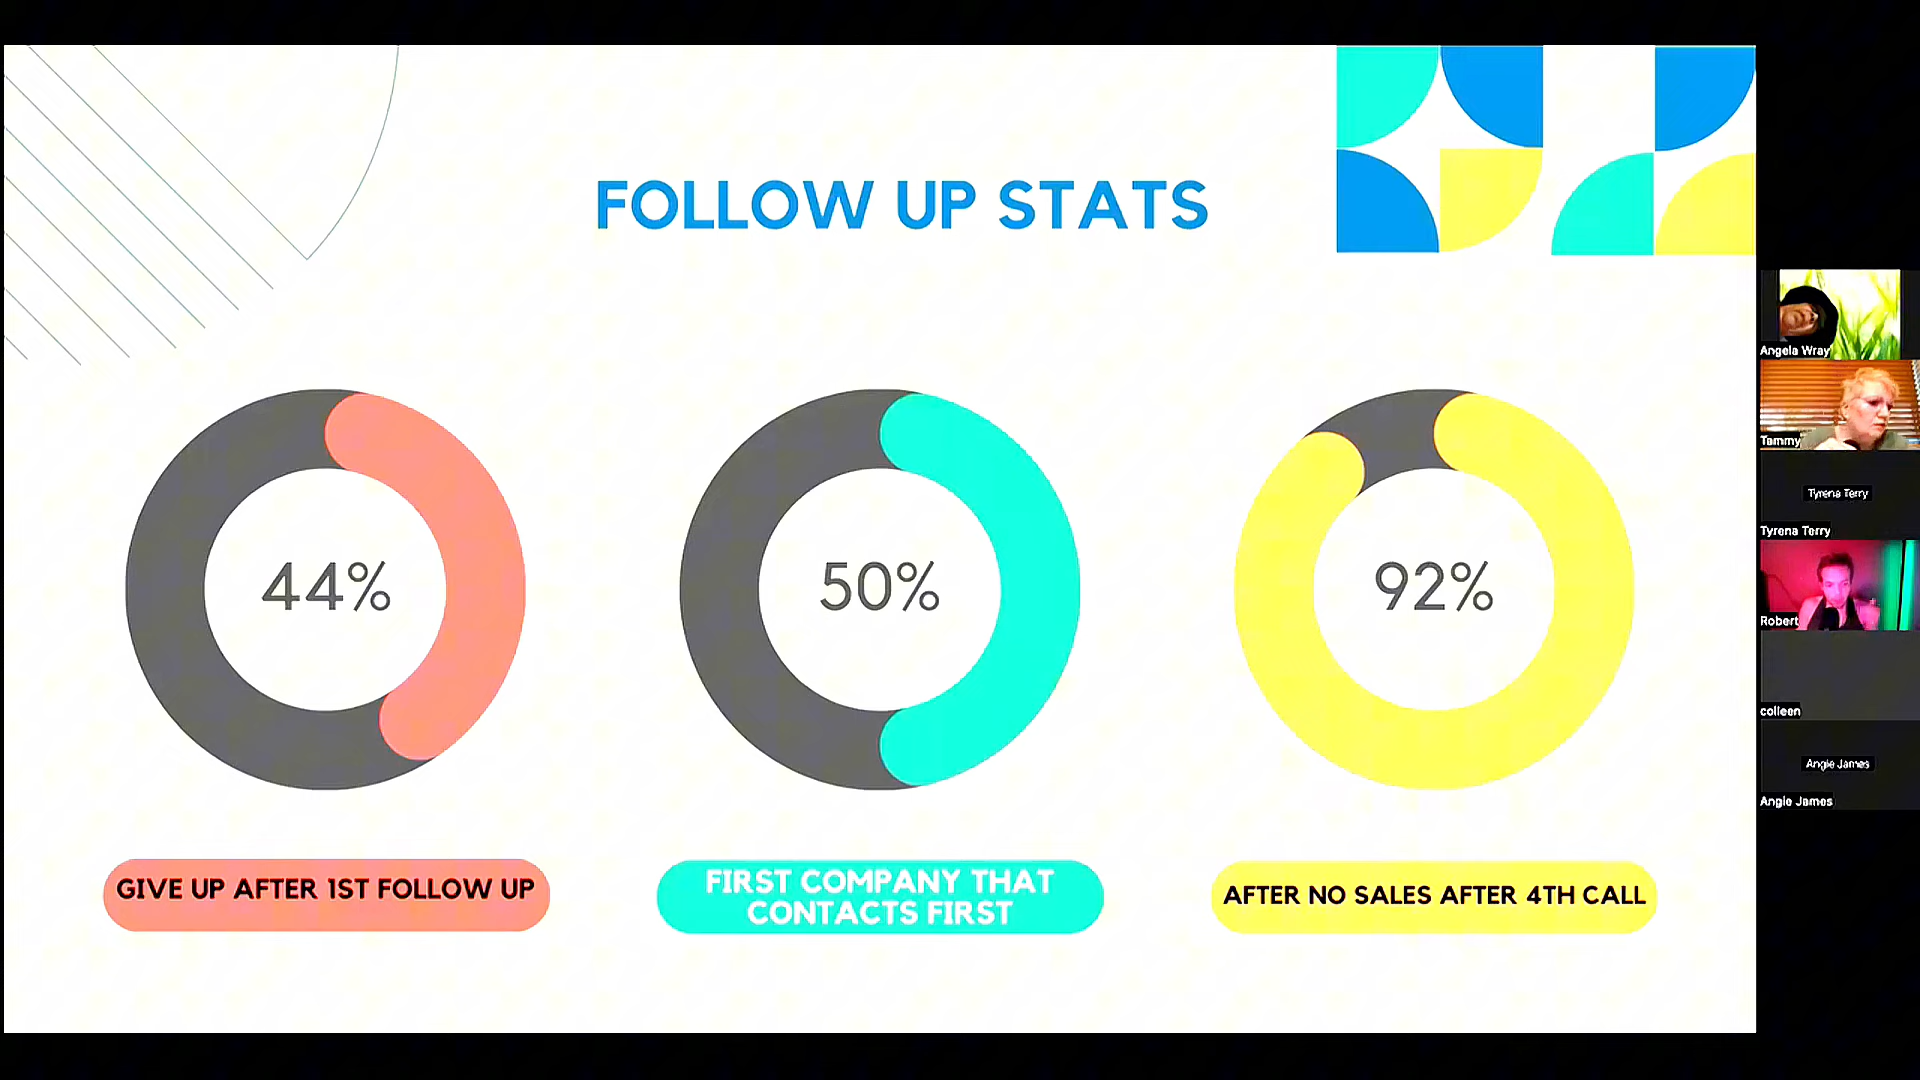 FOLLOW UP STATS
44%
50%
92%
GIVE UP AFTER 1ST FOLLOW UP
FIRST COMPANY THAT
CONTACTS FIRST
AFTER NO SALES AFTER 4TH CALL
Angela Wray
Tammy
Tyrena Terry
Tyrena Terry
Robert
colleen
Angie James
Angie James